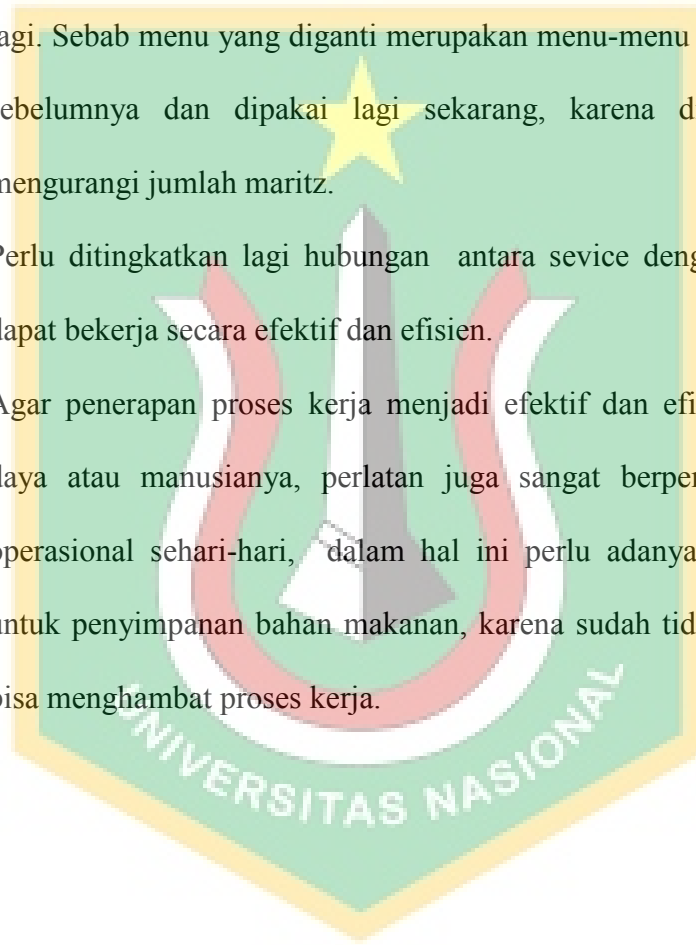 agi. Sebab menu yang diganti merupakan menu-menu
ebelumnya dan dipakai lagi sekarang, karena d
mengurangi jumlah maritz.
Perlu ditingkatkan lagi hubungan antara sevice deng
dapat bekerja secara efektif dan efisien.
Agar penerapan proses kerja menjadi efektif dan efi
daya atau manusianya, perlatan juga sangat berper
operasional sehari-hari, dalam hal ini perlu adanya
untuk penyimpanan bahan makanan, karena sudah tid
bisa menghambat proses kerja.
UNIVERSITAS NASIONAL